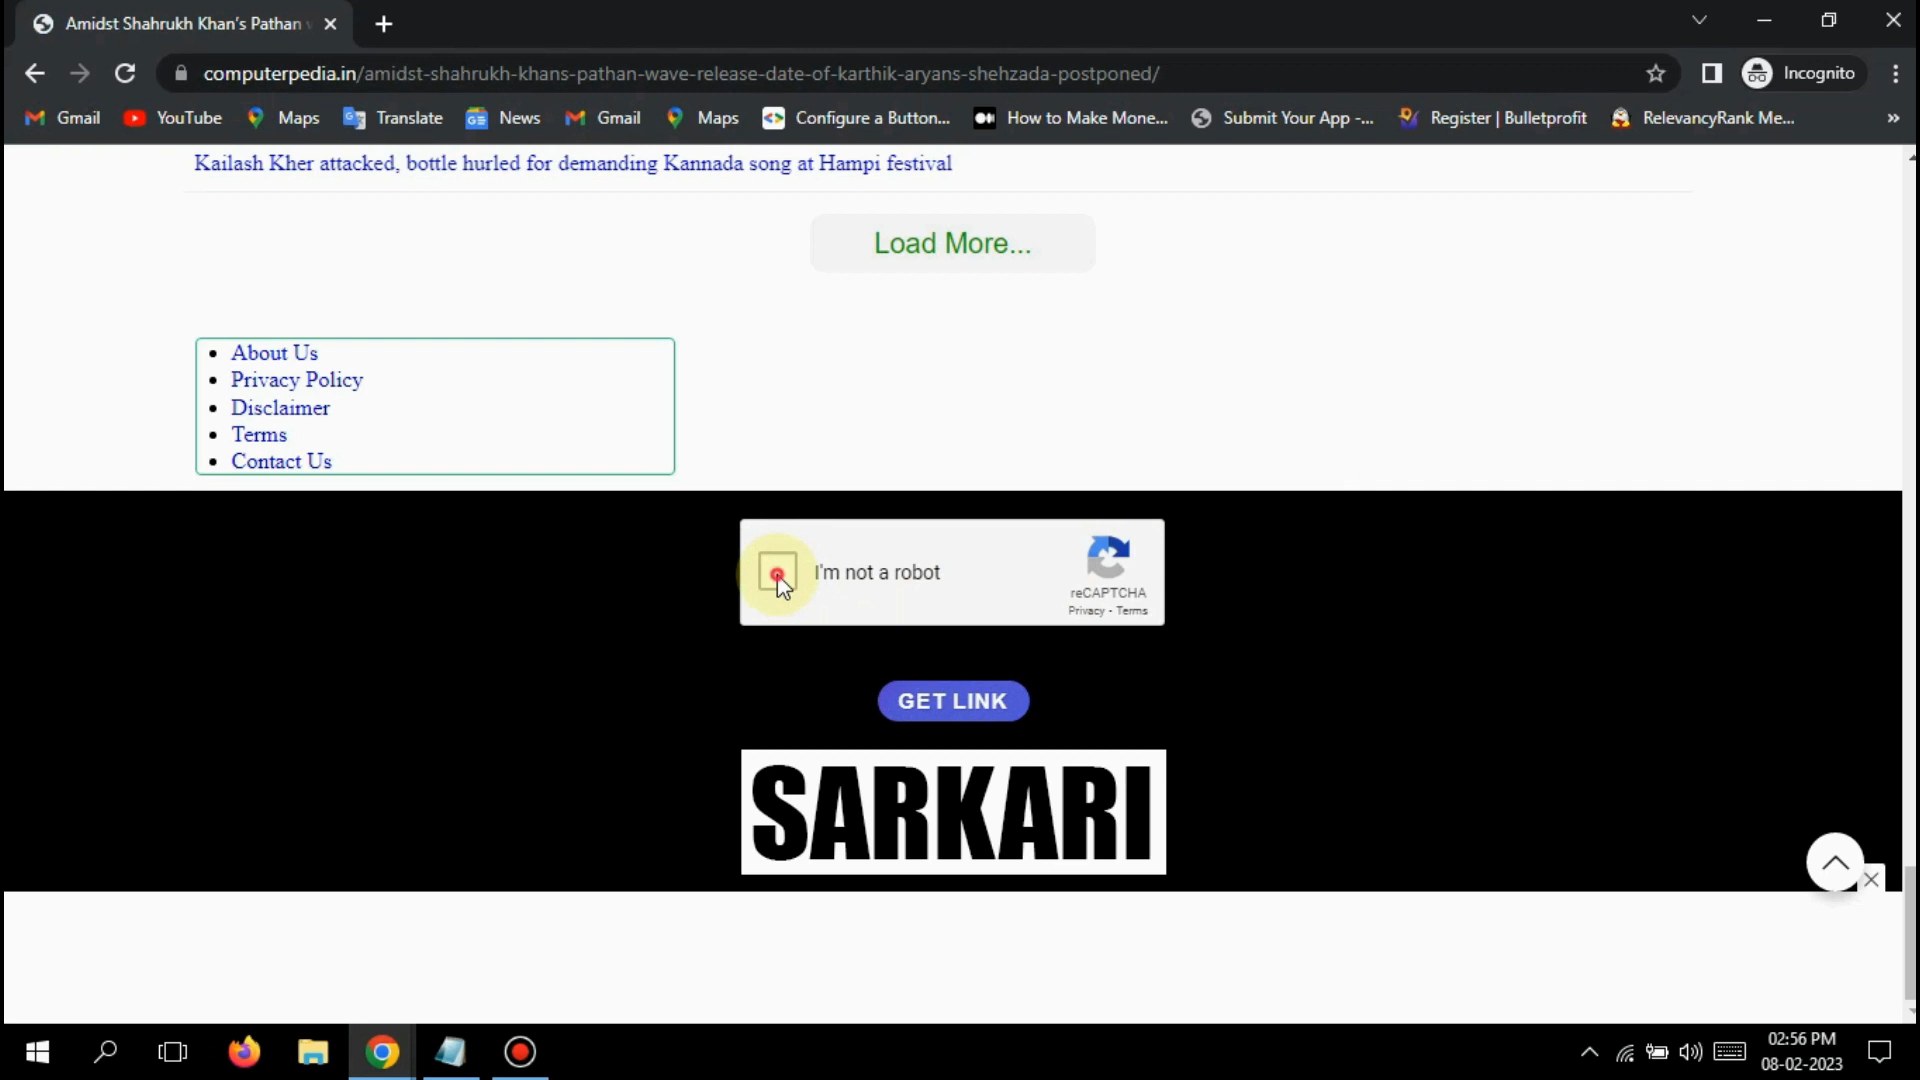 Amidst Shahrukh Khan's Pathan
computerpedia.in/amidst-shahrukh-khans-pathan-wave-release-date-of-karthik-aryans-shehzada-postponed/
Incognito
Gmail YouTube Maps Translate News Gmail Maps Configure a Button... How to Make Mone... Submit Your App -... Register | Bulletprofit RelevancyRank Me... »
Kailash Kher attacked, bottle hurled for demanding Kannada song at Hampi festival
Load More...
About Us
Privacy Policy
Disclaimer
Terms
Contact Us
I'm not a robot
reCAPTCHA
Privacy - Terms
GET LINK
SARKARI
02:56 PM
08-02-2023